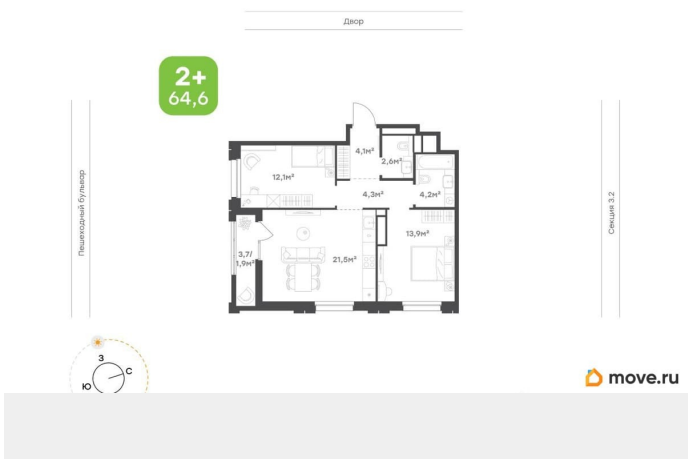 Двор
2+
64,6
4,1м²
2,6м²
12,1м²
4,3м²
4,2м²
Пешеходный бульвар
Секция 3.2
3,7/
1,9м²
21,5м²
13,9м²
З
С
Ю
move.ru